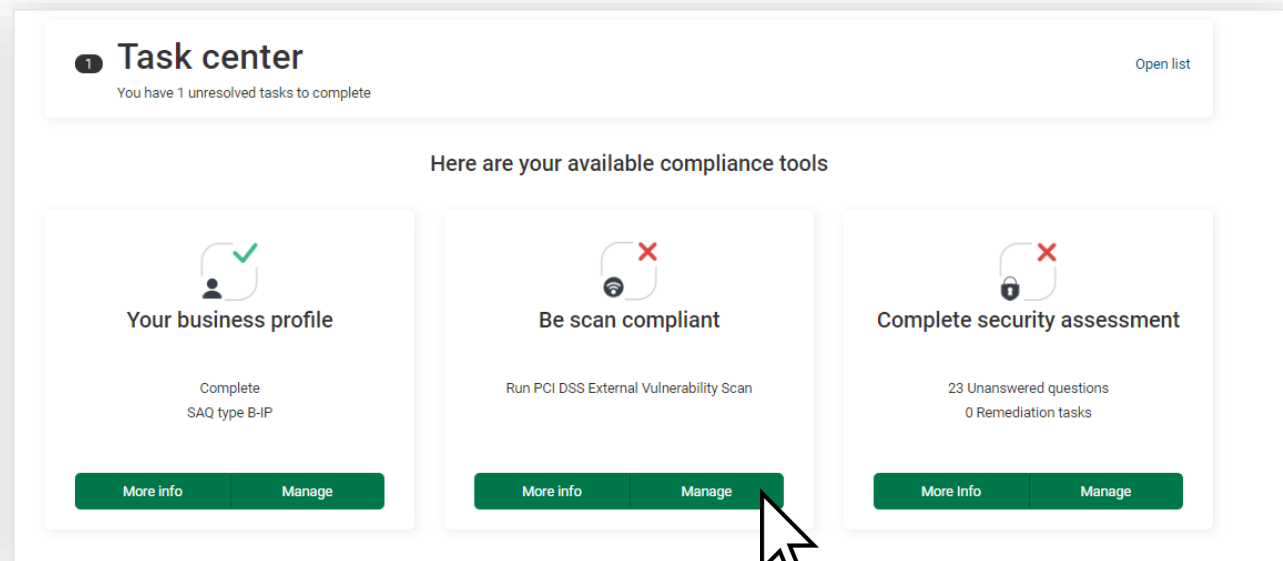 1
Task center
Open list
You have 1 unresolved tasks to complete
Here are your available compliance tools
Your business profile
Complete
SAQ type B-IP
More info
Manage
Be scan compliant
Run PCI DSS External Vulnerability Scan
More info
Manage
Complete security assessment
23 Unanswered questions
0 Remediation tasks
More Info
Manage